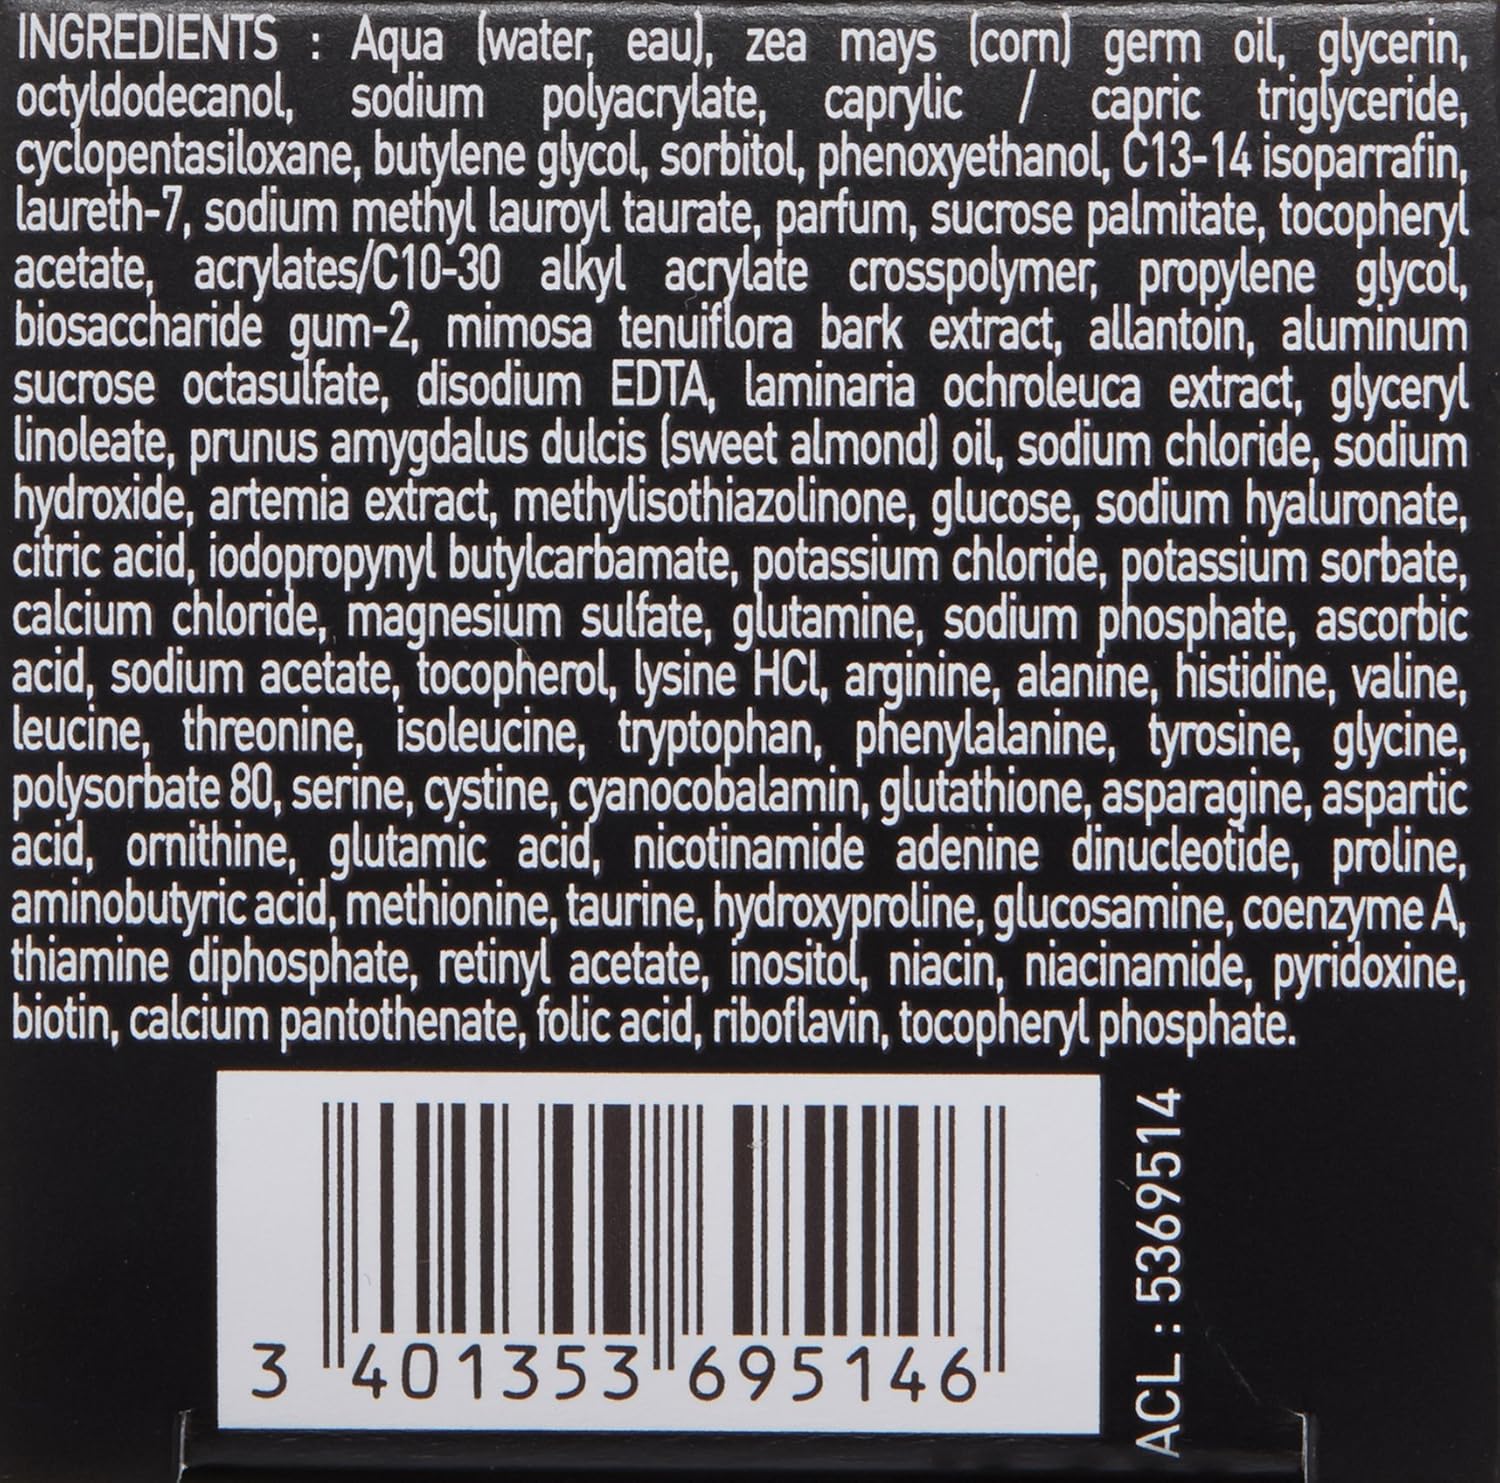 INGREDIENTS : Aqua (water, eau), zea mays (corn) germ oil, glycerin,
octyldodecanol, sodium polyacrylate, caprylic / capric triglyceride,
cyclopentasiloxane, butylene glycol, sorbitol, phenoxyethanol, C13-14 isoparrafin,
laureth-7, sodium methyl lauroyl taurate, parfum, sucrose palmitate, tocopheryl
acetate, acrylates/C10-30 alkyl acrylate crosspolymer, propylene glycol,
biosaccharide gum-2, mimosa tenuiflora bark extract, allantoin, aluminum
sucrose octasulfate, disodium EDTA, laminaria ochroleuca extract, glyceryl
linoleate, prunus amygdalus dulcis (sweet almond) oil, sodium chloride, sodium
hydroxide, artemia extract, methylisothiazolinone, glucose, sodium hyaluronate,
citric acid, iodopropynyl butylcarbamate, potassium chloride, potassium sorbate,
calcium chloride, magnesium sulfate, glutamine, sodium phosphate, ascorbic
acid, sodium acetate, tocopherol, lysine HCl, arginine, alanine, histidine, valine,
leucine, threonine, isoleucine, tryptophan, phenylalanine, tyrosine, glycine,
polysorbate 80, serine, cystine, cyanocobalamin, glutathione, asparagine, aspartic
acid, ornithine, glutamic acid, nicotinamide adenine dinucleotide, proline,
aminobutyric acid, methionine, taurine, hydroxyproline, glucosamine, coenzyme A,
thiamine diphosphate, retinyl acetate, inositol, niacin, niacinamide, pyridoxine,
biotin, calcium pantothenate, folic acid, riboflavin, tocopheryl phosphate.
3 401353 695146
ACL : 5369514